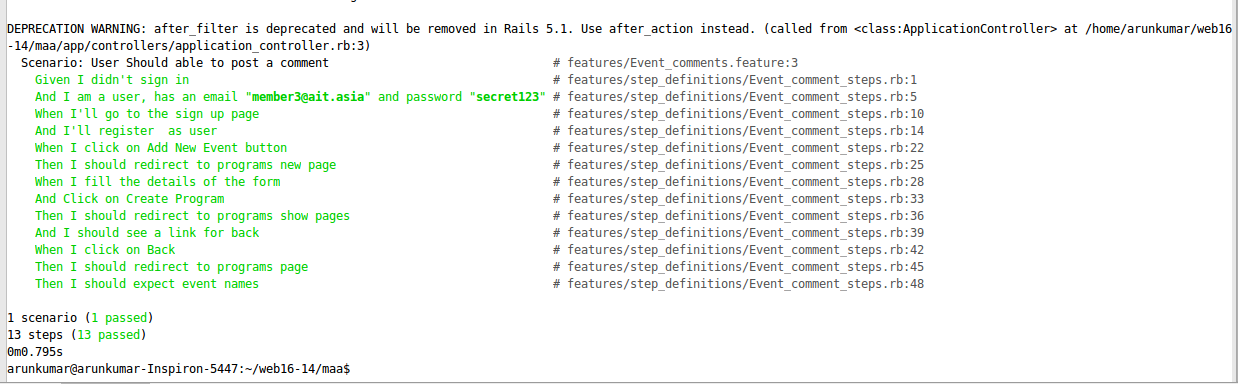 DEPRECATION WARNING: after_filter is deprecated and will be removed in Rails 5.1. Use after_action instead. (called from <class:ApplicationController> at /home/arunkumar/web16
-14/maa/app/controllers/application_controller.rb:3)
  Scenario: User Should able to post a comment                                # features/Event_comments.feature:3
    Given I didn't sign in                                                    # features/step_definitions/Event_comment_steps.rb:1
    And I am a user, has an email "member3@ait.asia" and password "secret123" # features/step_definitions/Event_comment_steps.rb:5
    When I'll go to the sign up page                                          # features/step_definitions/Event_comment_steps.rb:10
    And I'll register  as user                                                # features/step_definitions/Event_comment_steps.rb:14
    When I click on Add New Event button                                      # features/step_definitions/Event_comment_steps.rb:22
    Then I should redirect to programs new page                               # features/step_definitions/Event_comment_steps.rb:25
    When I fill the details of the form                                       # features/step_definitions/Event_comment_steps.rb:28
    And Click on Create Program                                               # features/step_definitions/Event_comment_steps.rb:33
    Then I should redirect to programs show pages                             # features/step_definitions/Event_comment_steps.rb:36
    And I should see a link for back                                          # features/step_definitions/Event_comment_steps.rb:39
    When I click on Back                                                      # features/step_definitions/Event_comment_steps.rb:42
    Then I should redirect to programs page                                   # features/step_definitions/Event_comment_steps.rb:45
    Then I should expect event names                                          # features/step_definitions/Event_comment_steps.rb:48
1 scenario (1 passed)
13 steps (13 passed)
0m0.795s
arunkumar@arunkumar-Inspiron-5447:~/web16-14/maa$